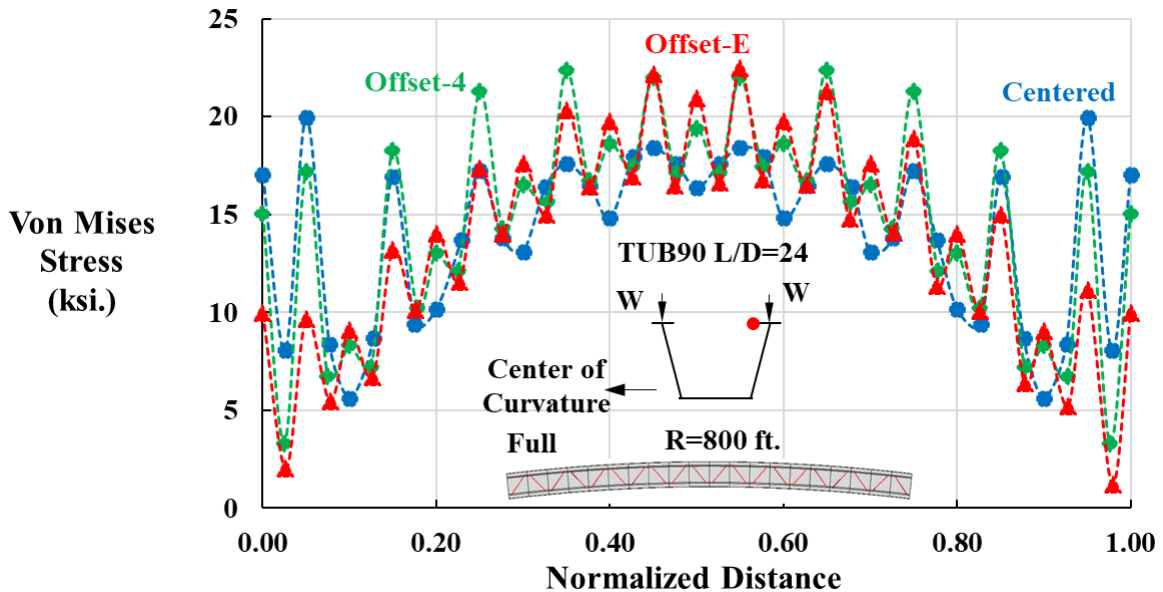 25
Offset-E
Offset-4
Centered
20
15
Von Mises
Stress
(ksi.)
TUB90 L/D=24
W
W
10
Center of
Curvature
5
Full
R=800 ft.
0
0.00
0.20
0.40
0.60
0.80
1.00
Normalized Distance